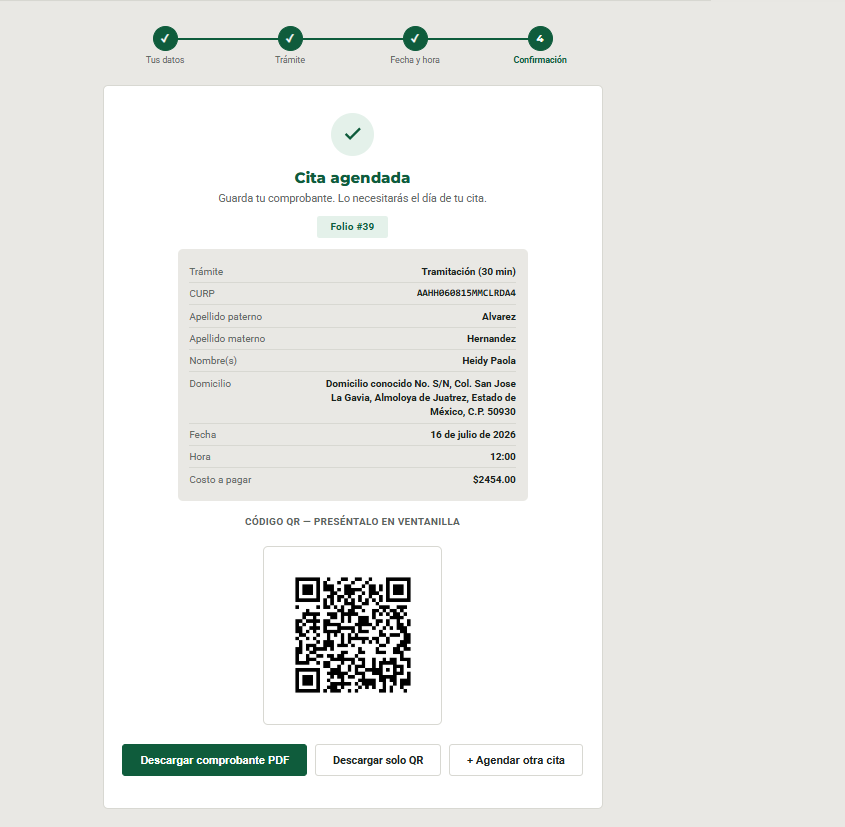 Tus datos
Trámite
Fecha y hora
4
Confirmación
Cita agendada
Guarda tu comprobante. Lo necesitarás el día de tu cita.
Folio #39
Trámite Tramitación (30 min)
CURP AAHH060815MMCLRDA4
Apellido paterno Alvarez
Apellido materno Hernandez
Nombre(s) Heidy Paola
Domicilio Domicilio conocido No. S/N, Col. San Jose
La Gavia, Almoloya de Juatrez, Estado de
México, C.P. 50930
Fecha 16 de julio de 2026
Hora 12:00
Costo a pagar $2454.00
CÓDIGO QR — PRESÉNTALO EN VENTANILLA
Descargar comprobante PDF
Descargar solo QR
+ Agendar otra cita